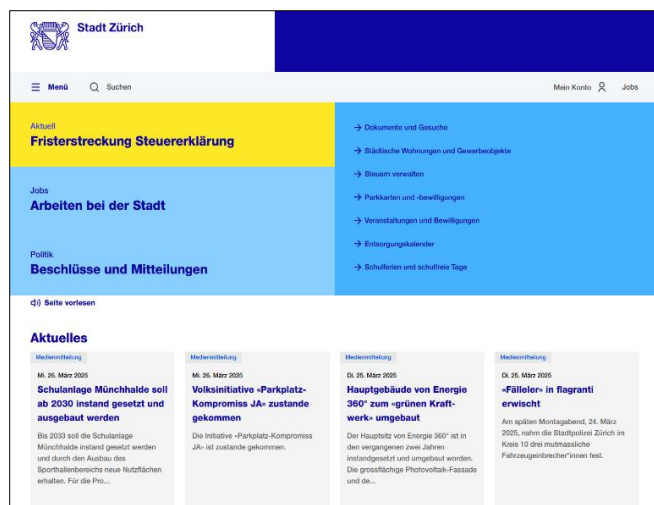 Stadt Zürich
Menü
Suchen
Mein Konto
Jobs
Aktuell
Fristerstreckung Steuererklärung
Jobs
Arbeiten bei der Stadt
Politik
Beschlüsse und Mitteilungen
→ Dokumente und Gesuche
→ Städtische Wohnungen und Gewerbeobjekte
→ Steuern verwalten
→ Parkkarten und -bewilligungen
→ Veranstaltungen und Bewilligungen
→ Entsorgungskalender
→ Schulferien und schulfreie Tage
Seite vorlesen
Aktuelles
Medienmitteilung
Mi. 26. März 2025
Schulanlage Münchhalde soll
ab 2030 instand gesetzt und
ausgebaut werden
Bis 2033 soll die Schulanlage
Münchhalde instand gesetzt werden
und durch den Ausbau des
Sporthallenbereichs neue Nutzflächen
erhalten. Für die Pro...
Medienmitteilung
Mi. 26. März 2025
Volksinitiative «Parkplatz-
Kompromiss JA» zustande
gekommen
Die Initiative «Parkplatz-Kompromiss
JA» ist zustande gekommen.
Medienmitteilung
Di. 25. März 2025
Hauptgebäude von Energie
360° zum «grünen Kraft-
werk» umgebaut
Der Hauptsitz von Energie 360° ist in
den vergangenen zwei Jahren
instandgesetzt und umgebaut worden.
Die grossflächige Photovoltaik-Fassade
und de...
Medienmitteilung
Di. 25. März 2025
«Fälleler» in flagranti
erwischt
Am späten Montagabend, 24. März
2025, nahm die Stadtpolizei Zürich im
Kreis 10 drei mutmassliche
Fahrzeugeinbrecher*innen fest.